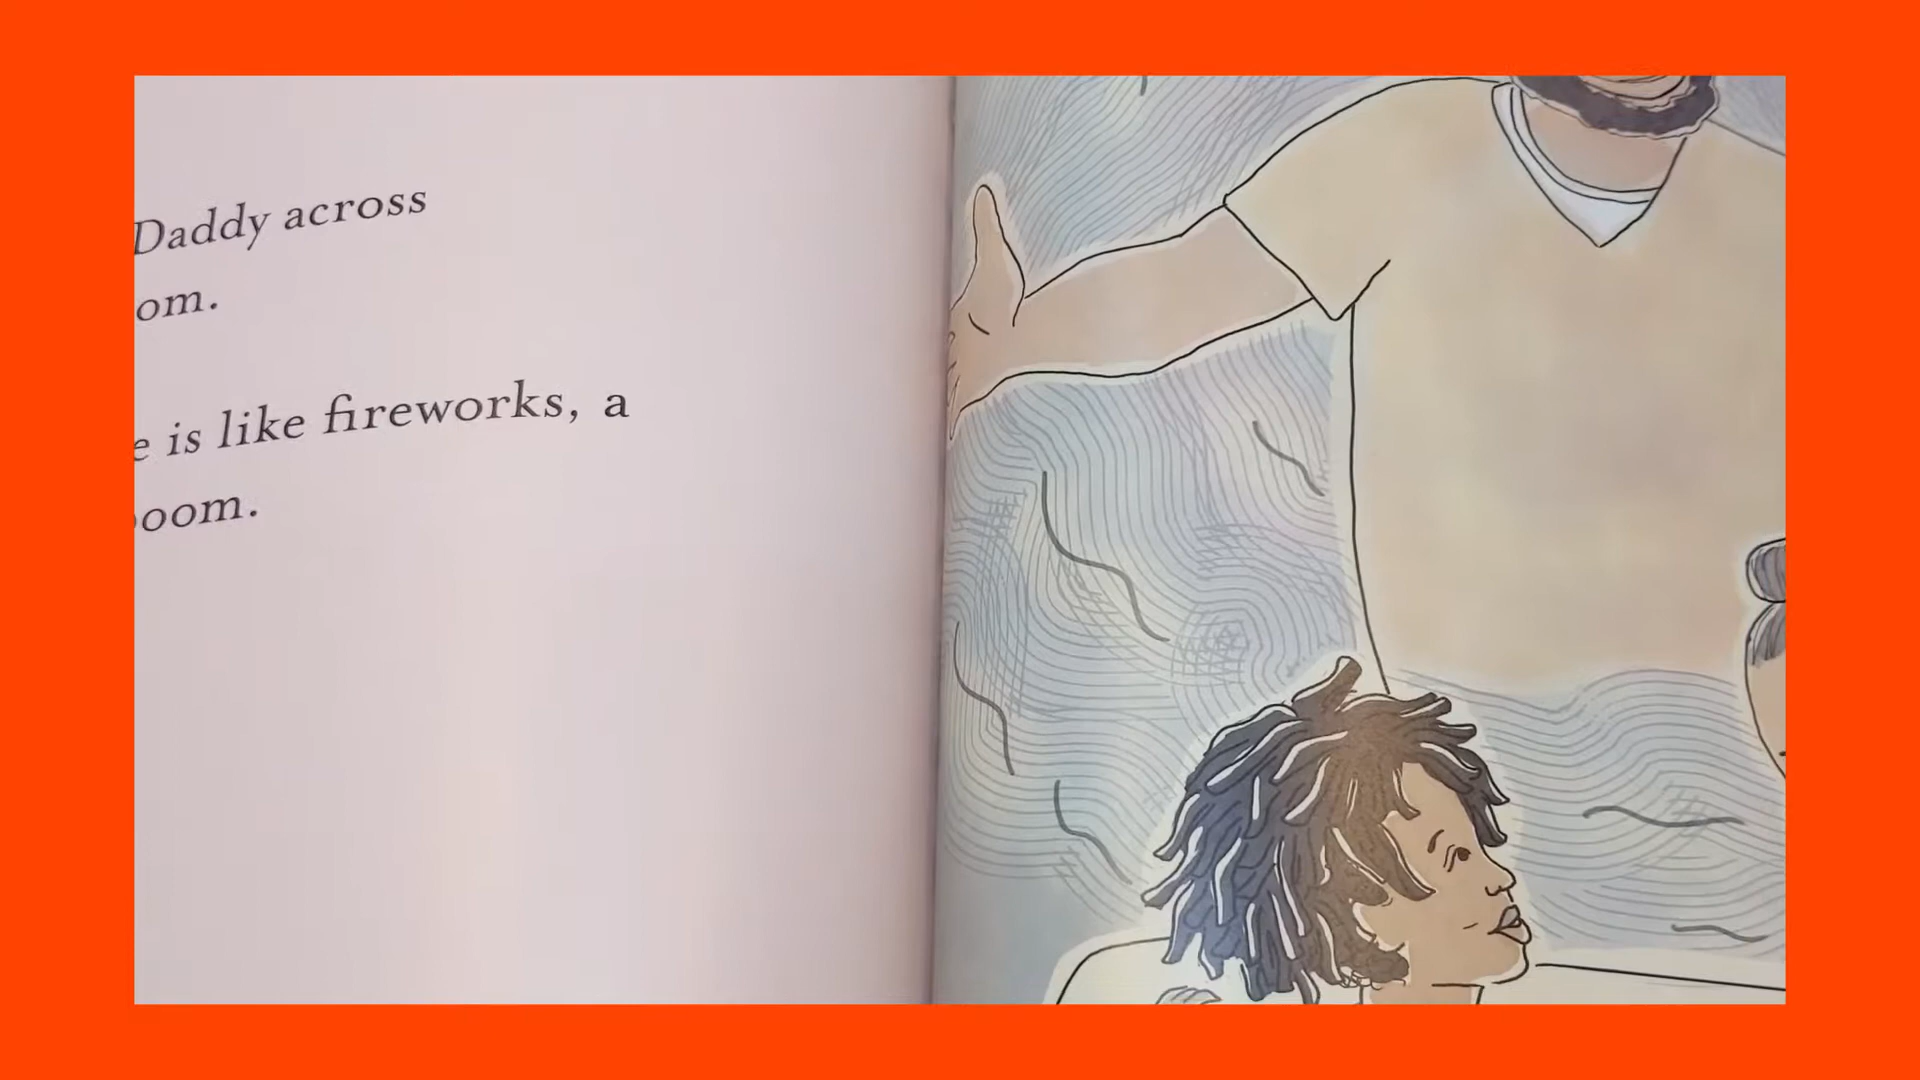 Daddy across
om.
e is like fireworks, a
oom.